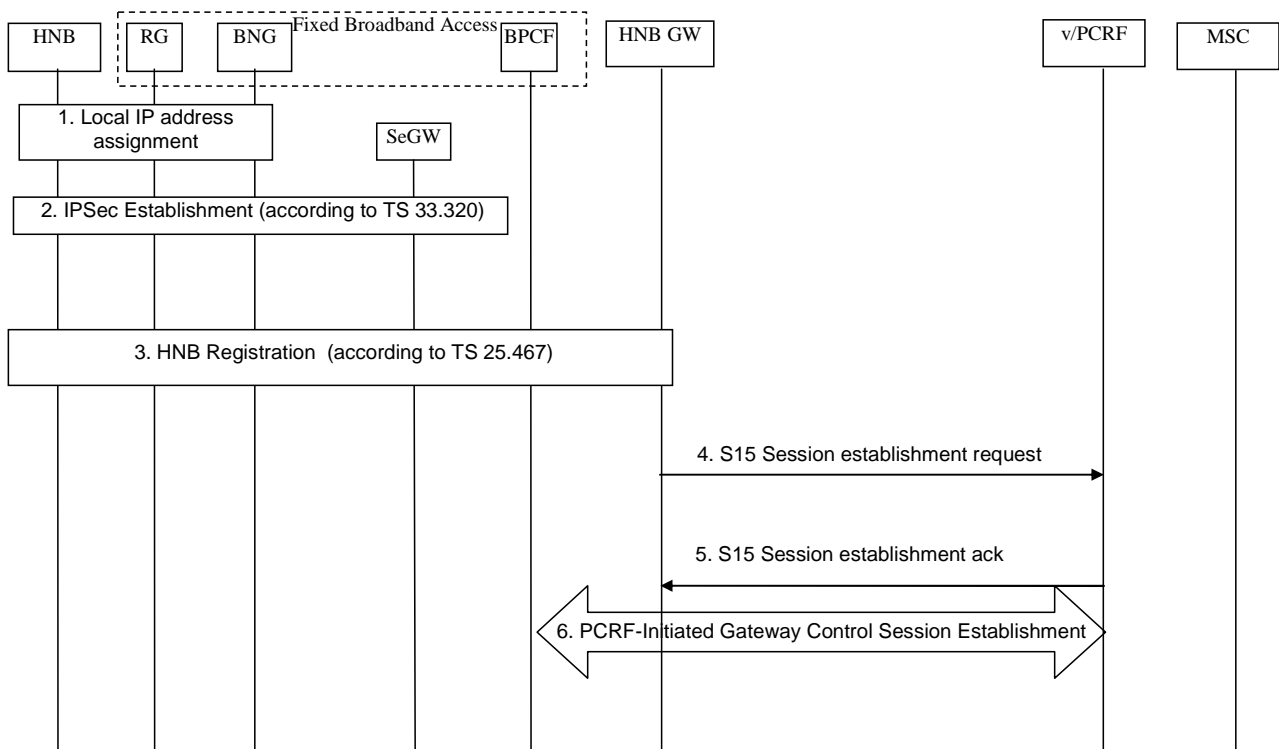 Fixed Broadband Access
HNB
RG
BNG
BPCF
HNB GW
v/PCRF
MSC
1. Local IP address
assignment
SeGW
2. IPSec Establishment (according to TS 33.320)
3. HNB Registration (according to TS 25.467)
4. S15 Session establishment request
5. S15 Session establishment ack
6. PCRF-Initiated Gateway Control Session Establishment